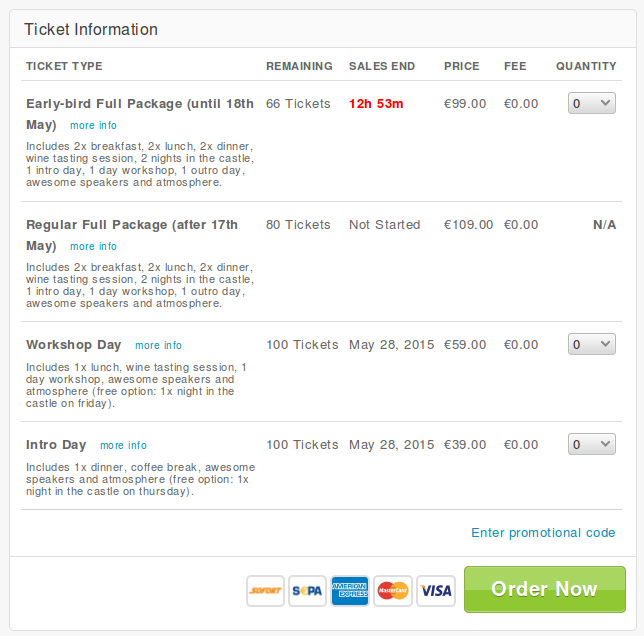 Ticket Information
TICKET TYPE REMAINING SALES END PRICE FEE QUANTITY
Early-bird Full Package (until 18th 66 Tickets 12h 53m €99.00 €0.00 0
May) more info
Includes 2x breakfast, 2x lunch, 2x dinner,
wine tasting session, 2 nights in the castle,
1 intro day, 1 day workshop, 1 outro day,
awesome speakers and atmosphere.
Regular Full Package (after 17th 80 Tickets Not Started €109.00 €0.00 N/A
May) more info
Includes 2x breakfast, 2x lunch, 2x dinner,
wine tasting session, 2 nights in the castle,
1 intro day, 1 day workshop, 1 outro day,
awesome speakers and atmosphere.
Workshop Day more info 100 Tickets May 28, 2015 €59.00 €0.00 0
Includes 1x lunch, wine tasting session, 1
day workshop, awesome speakers and
atmosphere (free option: 1x night in the
castle on friday).
Intro Day more info 100 Tickets May 28, 2015 €39.00 €0.00 0
Includes 1x dinner, coffee break, awesome
speakers and atmosphere (free option: 1x
night in the castle on thursday).
Enter promotional code
SOFORT SEPA AMERICAN EXPRESS MasterCard VISA Order Now